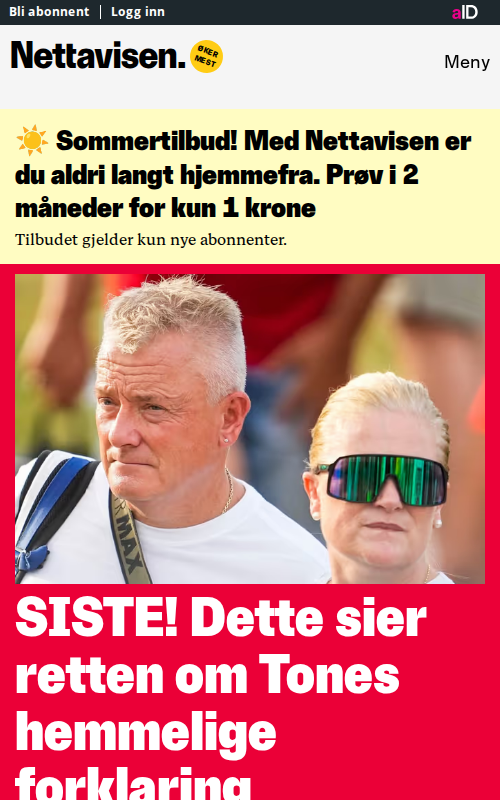 Bli abonnent | Logg inn
aID
Nettavisen.
ØKER
MEST
Meny
☀️ Sommertilbud! Med Nettavisen er
du aldri langt hjemmefra. Prøv i 2
måneder for kun 1 krone
Tilbudet gjelder kun nye abonnenter.
MAX
SISTE! Dette sier
retten om Tones
hemmelige
forklaring